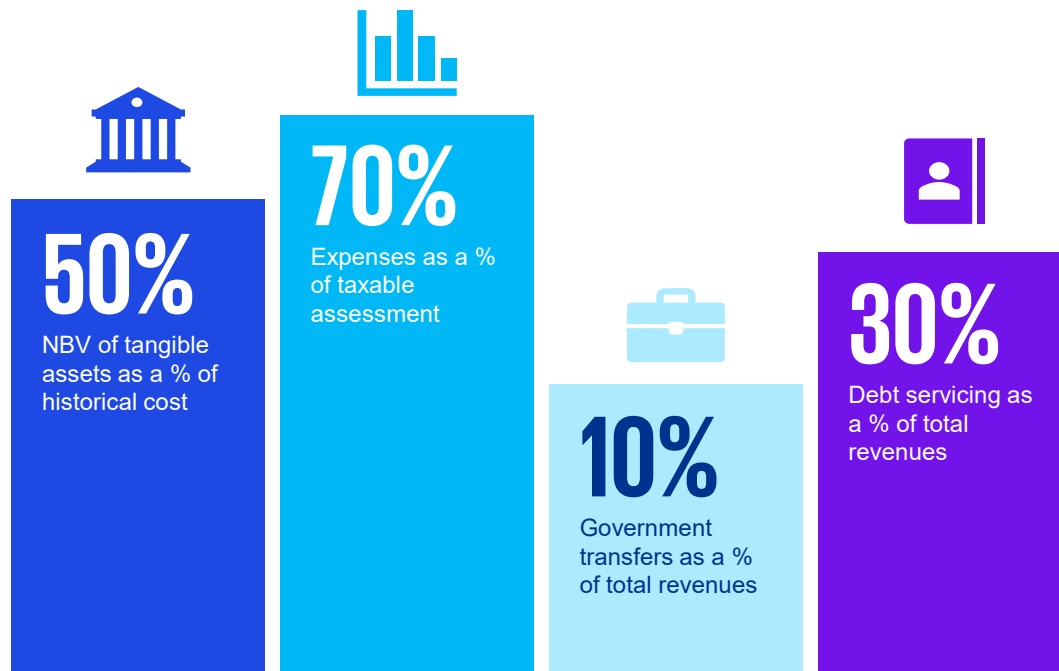 50%
NBV of tangible
assets as a % of
historical cost
70%
Expenses as a %
of taxable
assessment
10%
Government
transfers as a %
of total revenues
30%
Debt servicing as
a % of total
revenues